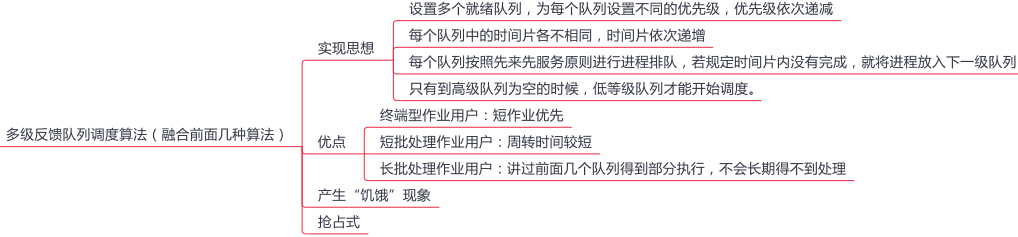 多级反馈队列调度算法（融合前面几种算法）
实现思想
设置多个就绪队列，为每个队列设置不同的优先级，优先级依次递减
每个队列中的时间片各不相同，时间片依次递增
每个队列按照先来先服务原则进行进程排队，若规定时间片内没有完成，就将进程放入下一级队列
只有到高级队列为空的时候，低等级队列才能开始调度。
优点
终端型作业用户：短作业优先
短批处理作业用户：周转时间较短
长批处理作业用户：讲过前面几个队列得到部分执行，不会长期得不到处理
产生“饥饿”现象
抢占式